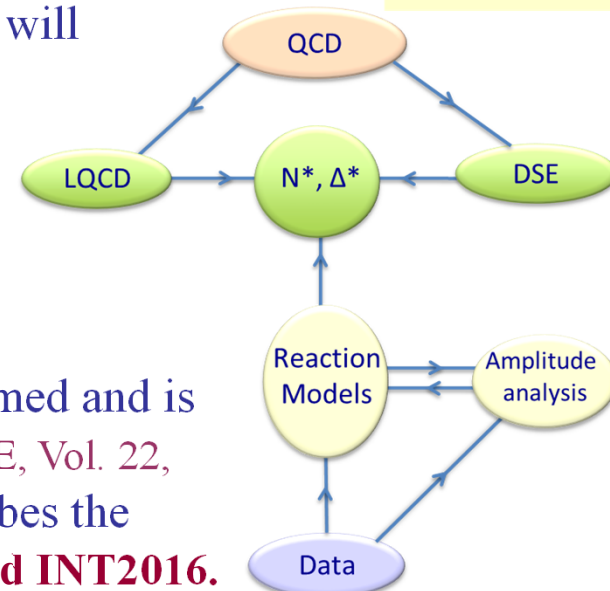 will
QCD
LQCD
N*, Δ*
DSE
Reaction
Models
Amplitude
analysis
med and is
E, Vol. 22,
bes the
d INT2016.
Data